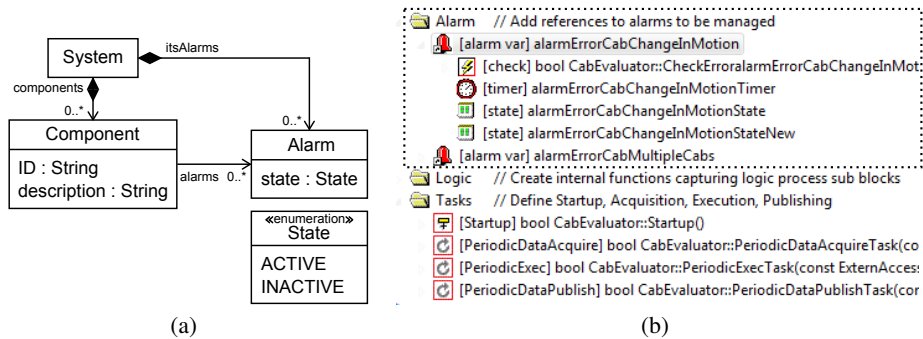 System
itsAlarms
components
0..*
0..*
Component
ID : String
description : String
alarms
0..*
Alarm
state : State
«enumeration»
State
ACTIVE
INACTIVE
(a)
Alarm // Add references to alarms to be managed
[alarm var] alarmErrorCabChangeInMotion
[check] bool CabEvaluator::CheckErroralarmErrorCabChangeInMot
[timer] alarmErrorCabChangeInMotionTimer
[state] alarmErrorCabChangeInMotionState
[state] alarmErrorCabChangeInMotionStateNew
[alarm var] alarmErrorCabMultipleCabs
Logic // Create internal functions capturing logic process sub blocks
Tasks // Define Startup, Acquisition, Execution, Publishing
[Startup] bool CabEvaluator::Startup()
[PeriodicDataAcquire] bool CabEvaluator::PeriodicDataAcquireTask(co
[PeriodicExec] bool CabEvaluator::PeriodicExecTask(const ExternAcces
[PeriodicDataPublish] bool CabEvaluator::PeriodicDataPublishTask(cor
(b)